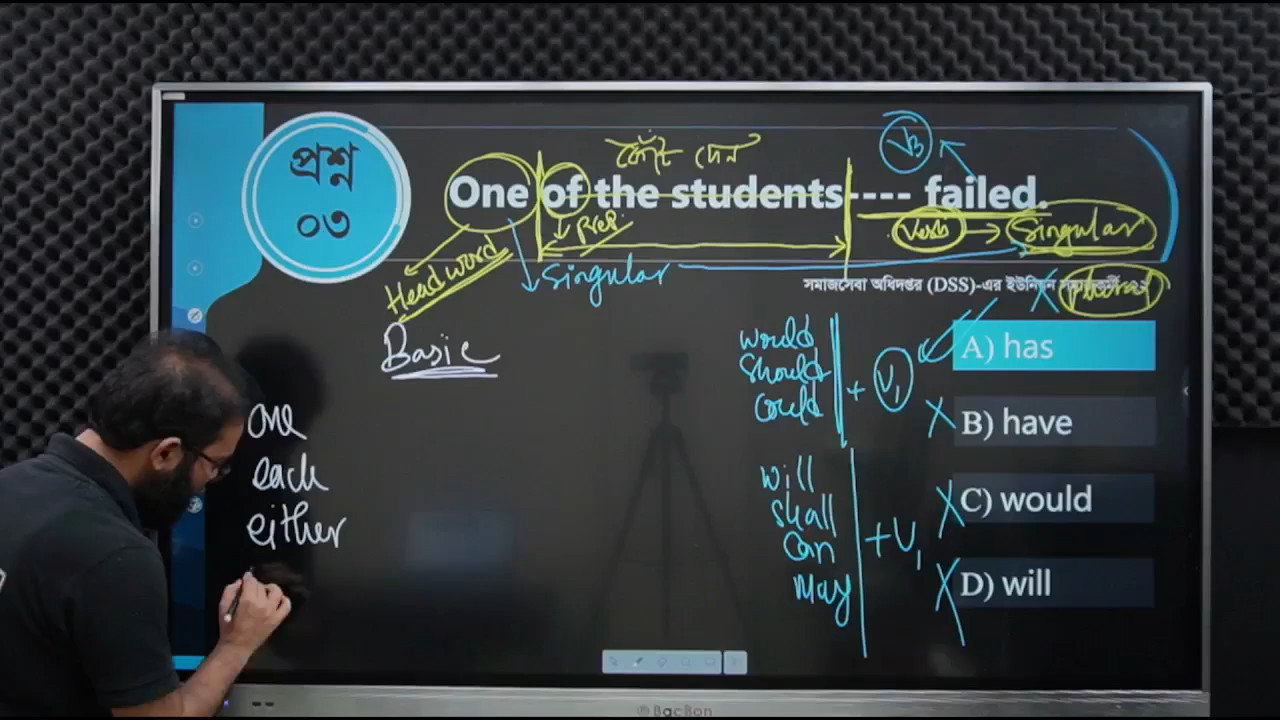 প্রশ্ন
০৩
V3
কেটে দেন
One of the students ---- failed.
Prep
Verb → Singular
Head word
Singular
সমাজসেবা অধিদপ্তর (DSS)-এর ইউনিয়ন
Plural
Basic
would
should
could
+ V1
A) has
B) have
C) would
D) will
one
each
either
will
shall
can
may
+ V1
BacBon